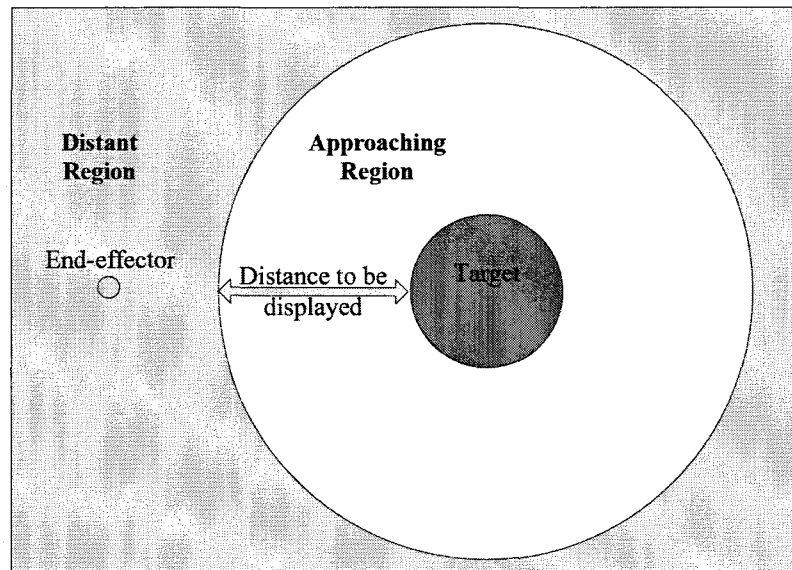 Distant
Region
Approaching
Region
End-effector
Distance to be
displayed
Target